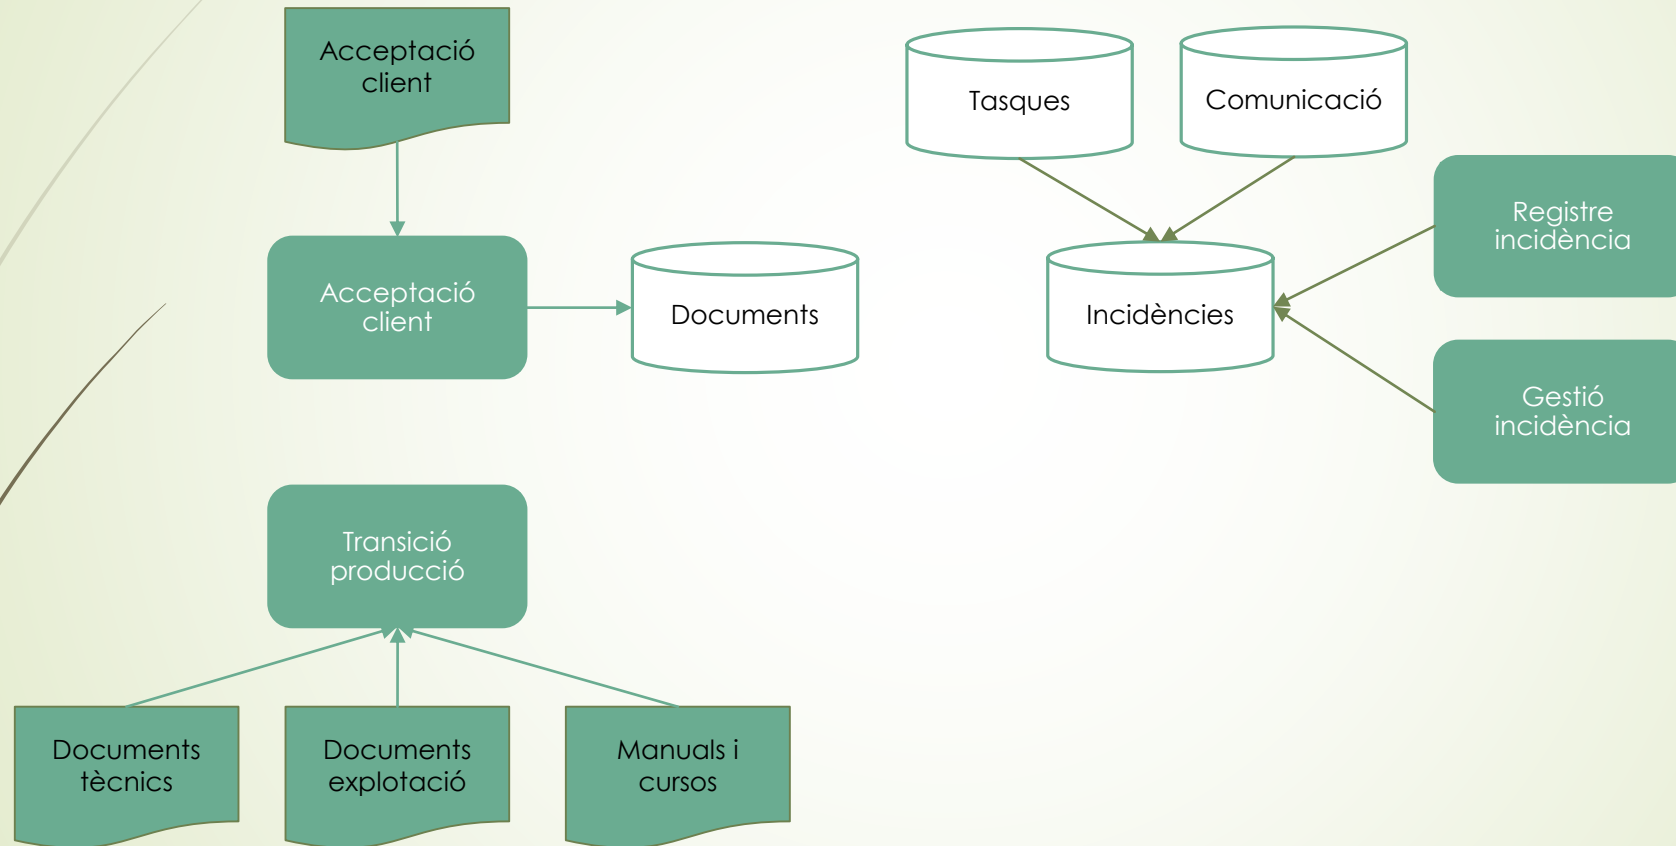 Acceptació
client
Tasques
Comunicació
Registre
incidència
Acceptació
client
Documents
Incidències
Gestió
incidència
Transició
producció
Documents
tècnics
Documents
explotació
Manuals i
cursos